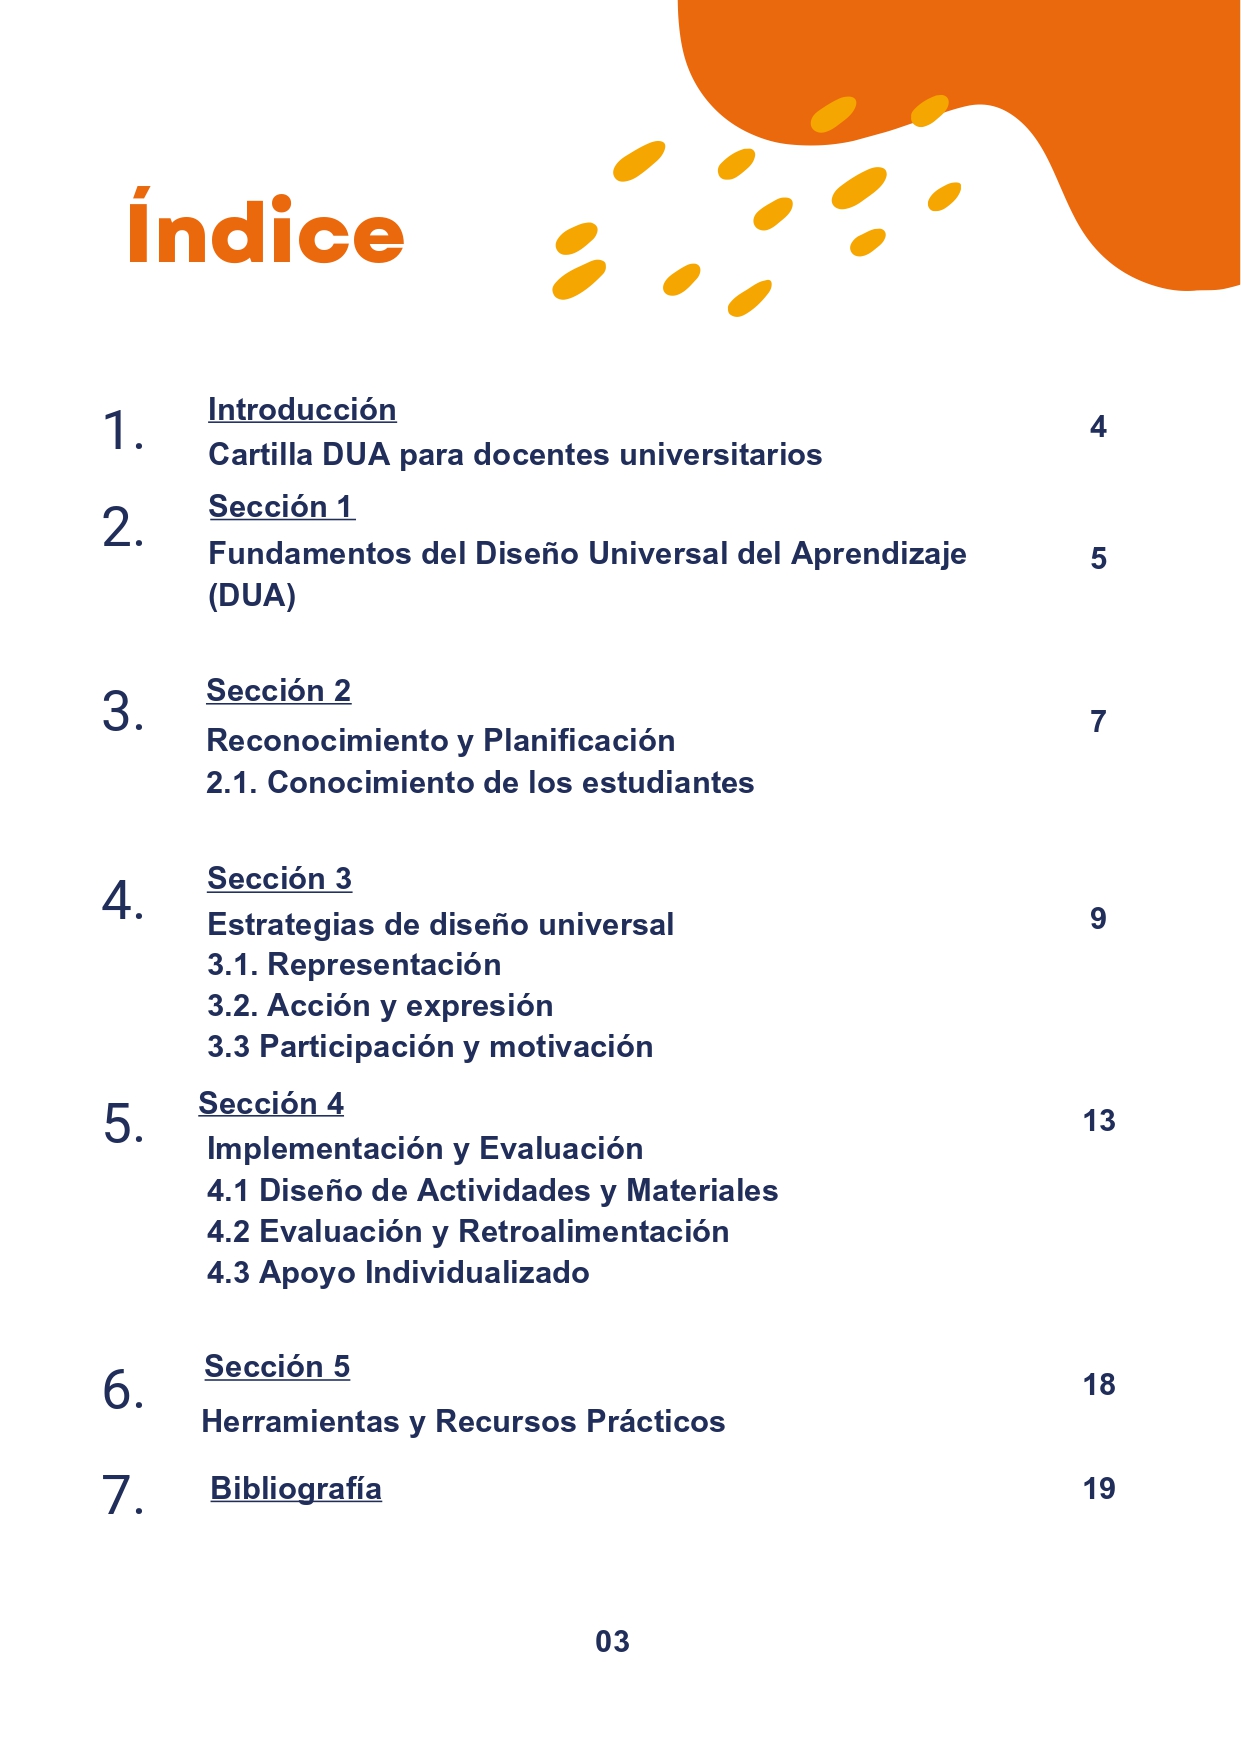 Índice
1.
Introducción
4
Cartilla DUA para docentes universitarios
2.
Sección 1
Fundamentos del Diseño Universal del Aprendizaje
5
(DUA)
3.
Sección 2
7
Reconocimiento y Planificación
2.1. Conocimiento de los estudiantes
4.
Sección 3
9
Estrategias de diseño universal
3.1. Representación
3.2. Acción y expresión
3.3 Participación y motivación
5.
Sección 4
13
Implementación y Evaluación
4.1 Diseño de Actividades y Materiales
4.2 Evaluación y Retroalimentación
4.3 Apoyo Individualizado
6.
Sección 5
18
Herramientas y Recursos Prácticos
7.
Bibliografía
19
03